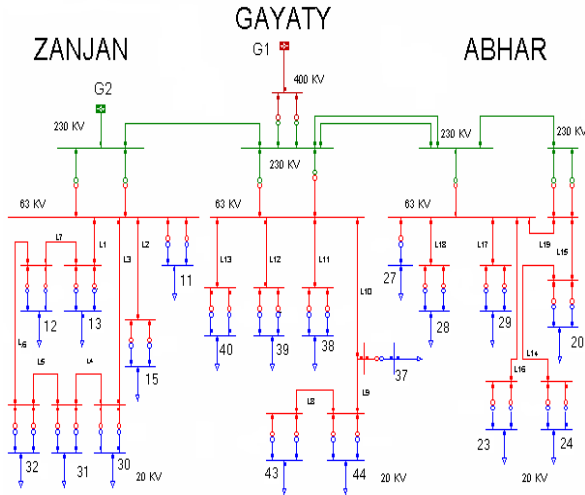 GAYATY
ZANJAN
ABHAR
G1
G2
400 KV
230 KV
230 KV
230 KV
230 KV
63 KV
63 KV
63 KV
L7
L1
L3
L2
11
L13
L12
L11
L10
27
L18
L17
L19
L15
12
13
15
40
39
38
28
29
20
37
L6
L5
L4
L8
L9
L16
L14
32
31
30
20 KV
43
44
20 KV
23
24
20 KV